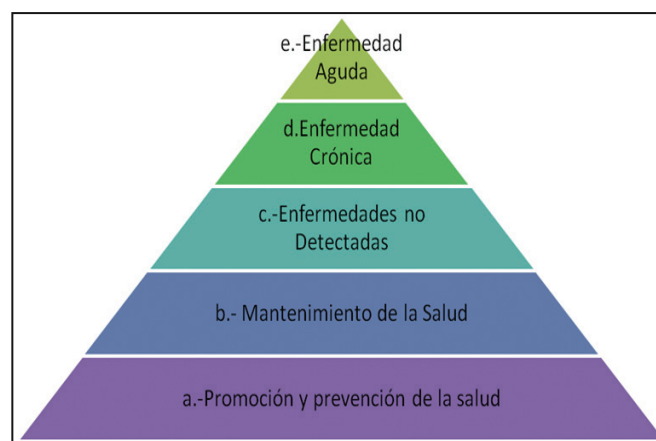 e.-Enfermedad
Aguda
d.Enfermedad
Crónica
c.-Enfermedades no
Detectadas
b.- Mantenimiento de la Salud
a.-Promoción y prevención de la salud